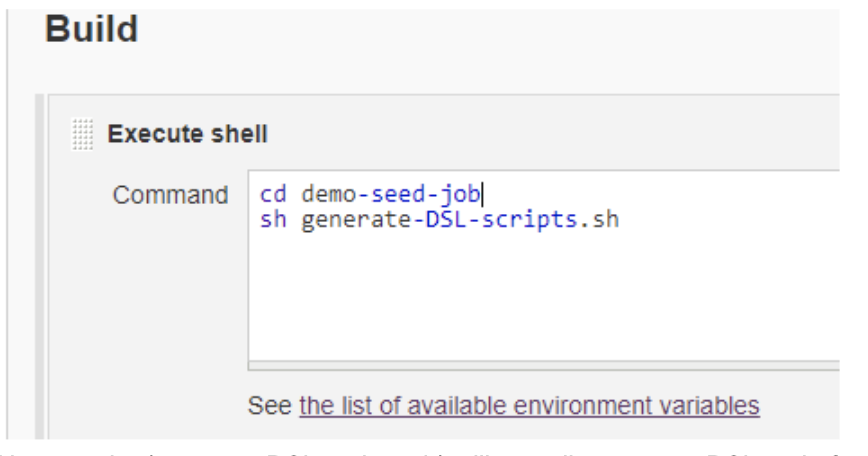 Build
Execute shell
Command
cd demo-seed-job
sh generate-DSL-scripts.sh
See the list of available environment variables